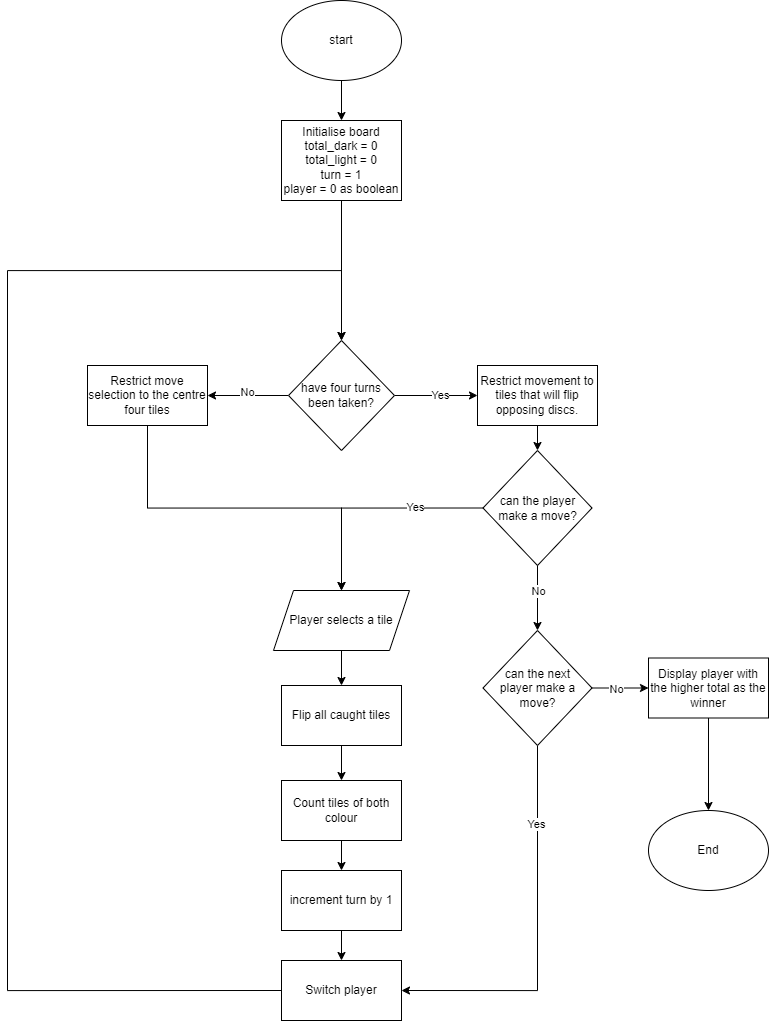 start
Initialise board
total_dark = 0
total_light = 0
turn = 1
player = 0 as boolean
Restrict move
selection to the centre
four tiles
No
have four turns
been taken?
Yes
Restrict movement to
tiles that will flip
opposing discs.
can the player
make a move?
Yes
No
Player selects a tile
can the next
player make a
move?
No
Display player with
the higher total as the
winner
Flip all caught tiles
Count tiles of both
colour
Yes
End
increment turn by 1
Switch player